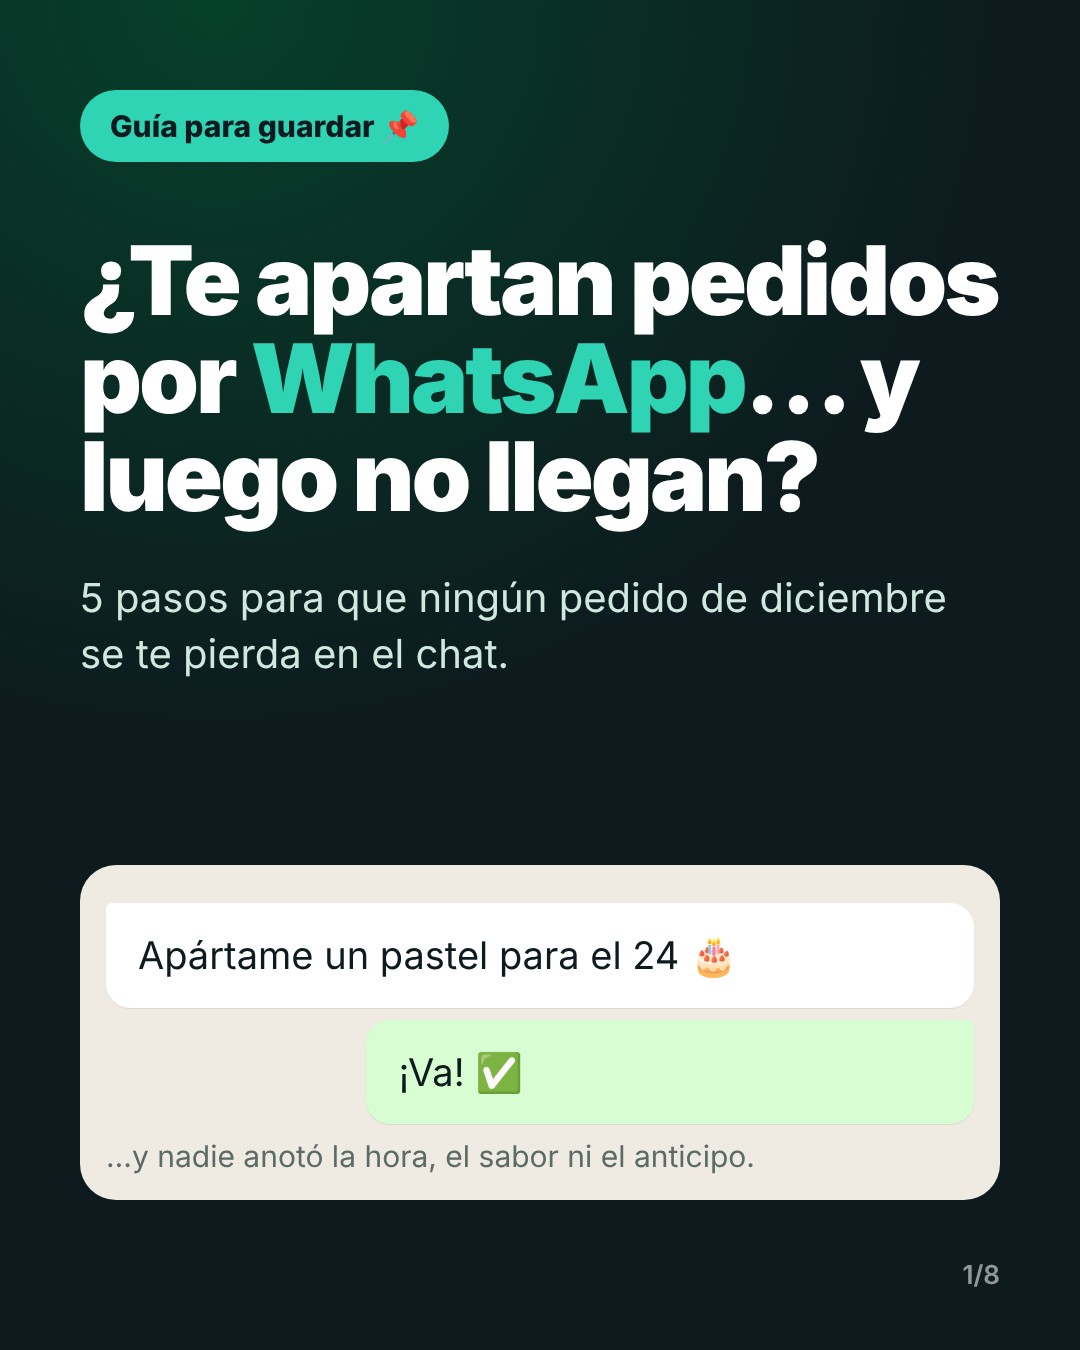 Guía para guardar 📌
¿Te apartan pedidos
por WhatsApp... y
luego no llegan?
5 pasos para que ningún pedido de diciembre
se te pierda en el chat.
Apártame un pastel para el 24 🎂
¡Va! ✅
...y nadie anotó la hora, el sabor ni el anticipo.
1/8